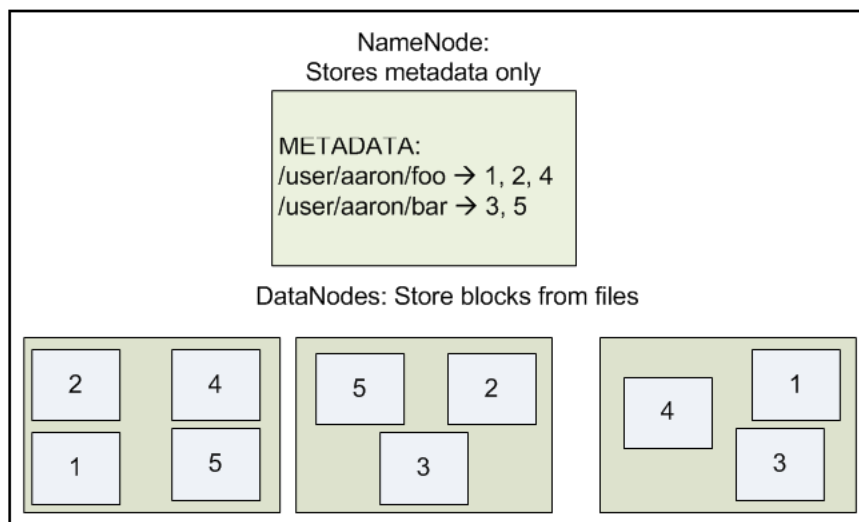 NameNode:
Stores metadata only
METADATA:
/user/aaron/foo → 1, 2, 4
/user/aaron/bar → 3, 5
DataNodes: Store blocks from files
2 4
1 5
5 2
3
4 1
3